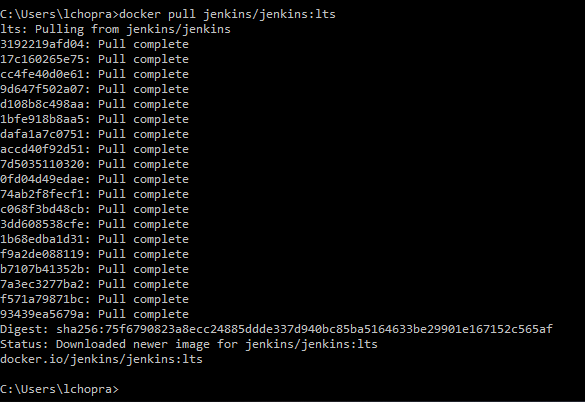 C:\Users\lchopra>docker pull jenkins/jenkins:lts
lts: Pulling from jenkins/jenkins
3192219afd04: Pull complete
17c160265e75: Pull complete
cc4fe40d0e61: Pull complete
9d647f502a07: Pull complete
d108b8c498aa: Pull complete
1bfe918b8aa5: Pull complete
dafa1a7c0751: Pull complete
accd40f92d51: Pull complete
7d5035110320: Pull complete
0fd04d49edae: Pull complete
74ab2f8fecf1: Pull complete
c068f3bd48cb: Pull complete
3dd608538cfe: Pull complete
1b68edba1d31: Pull complete
f9a2de088119: Pull complete
b7107b41352b: Pull complete
7a3ec3277ba2: Pull complete
f571a79871bc: Pull complete
93439ea5679a: Pull complete
Digest: sha256:75f6790823a8ecc24885ddde337d940bc85ba5164633be29901e167152c565af
Status: Downloaded newer image for jenkins/jenkins:lts
docker.io/jenkins/jenkins:lts
C:\Users\lchopra>